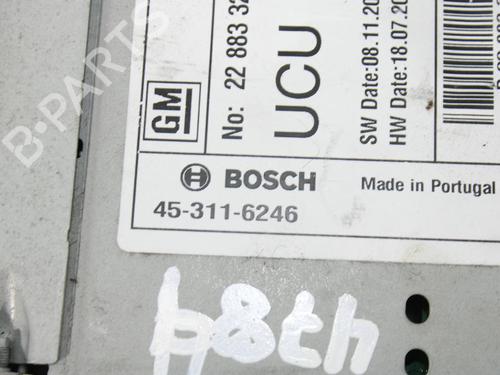 GM
No: 22 883 32
UCU
SW Date:08.11.20
HW Date:18.07.20
BOSCH
Made in Portugal
45-311-6246
B-PARTS